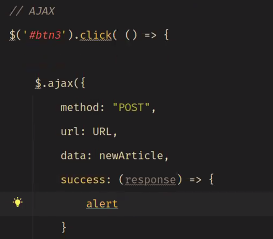 // AJAX
$('#btn3').click( () => {
$.ajax({
method: "POST",
url: URL,
data: newArticle,
success: (response) => {
alert
}